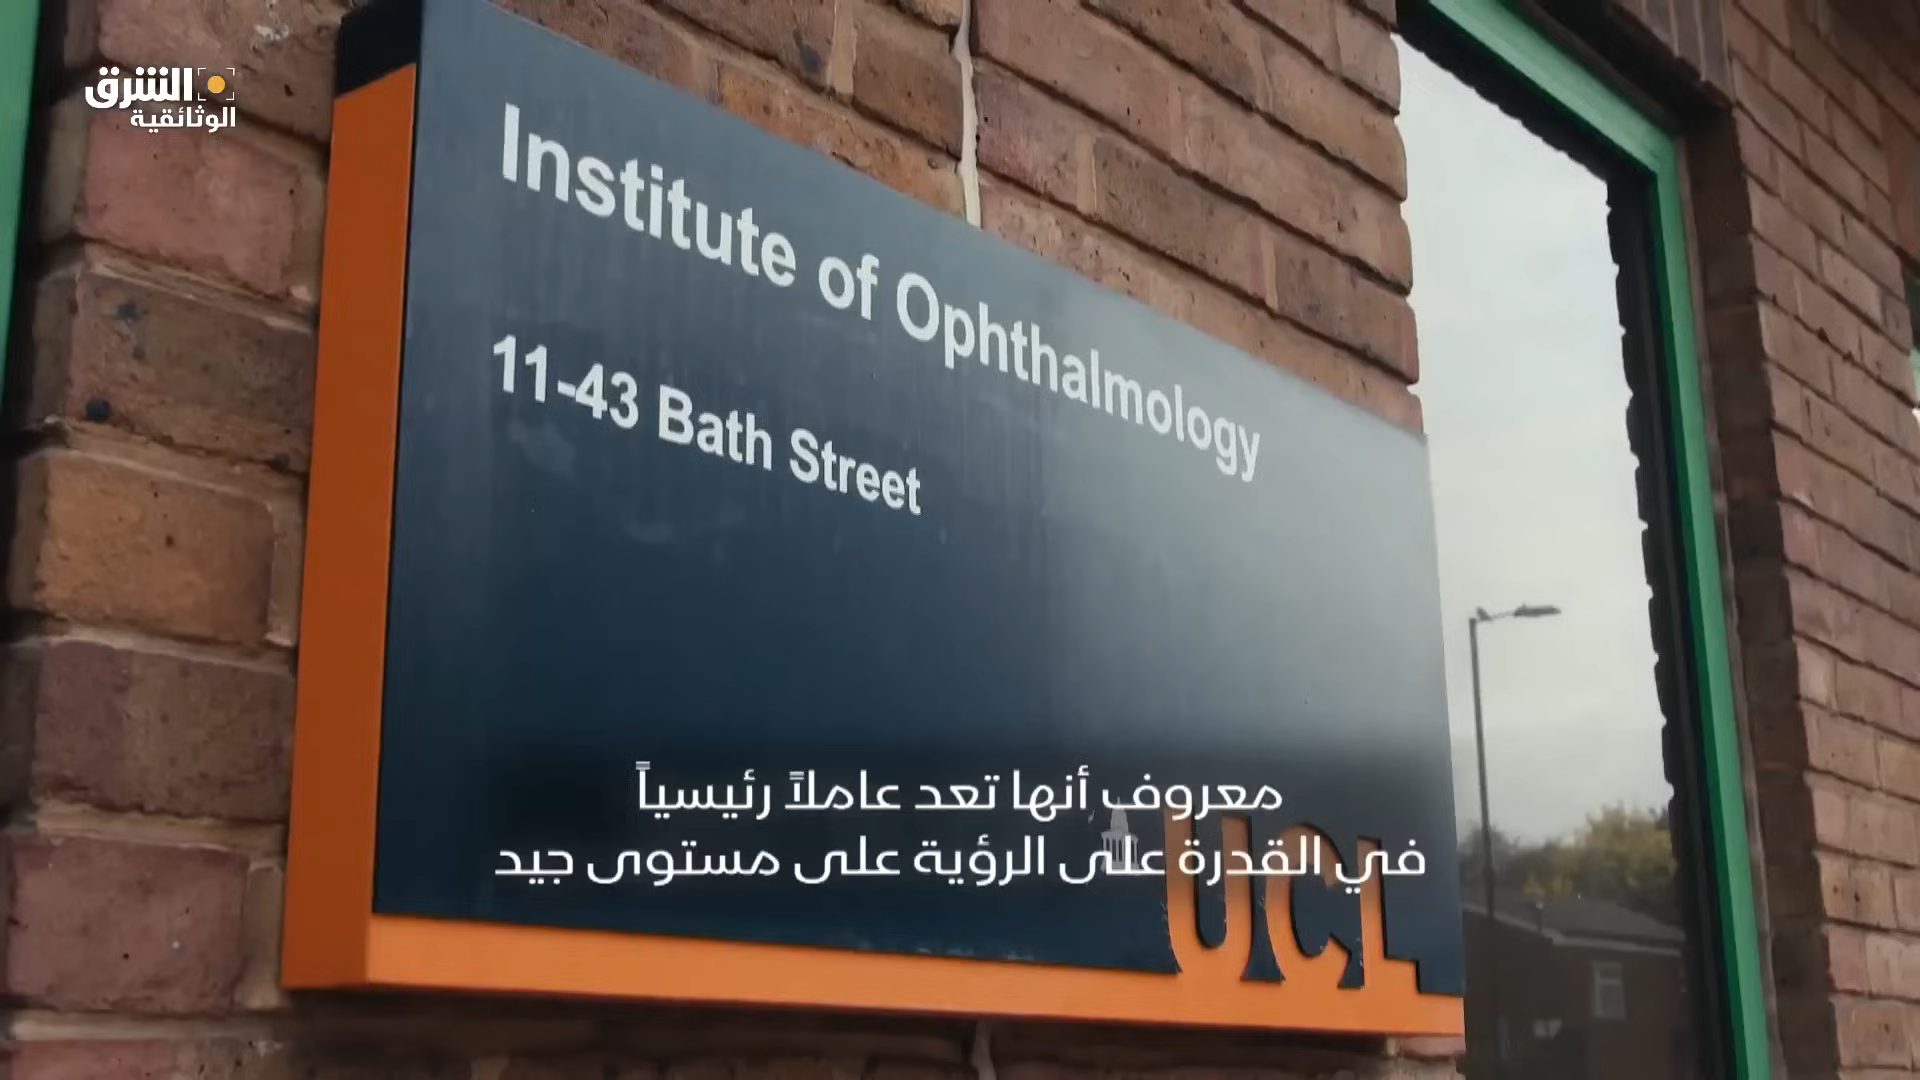 الشرق
الوثائقية
Institute of Ophthalmology
11-43 Bath Street
معروف أنها تعد عاملاً رئيسياً
في القدرة على الرؤية على مستوى جيد
UCL